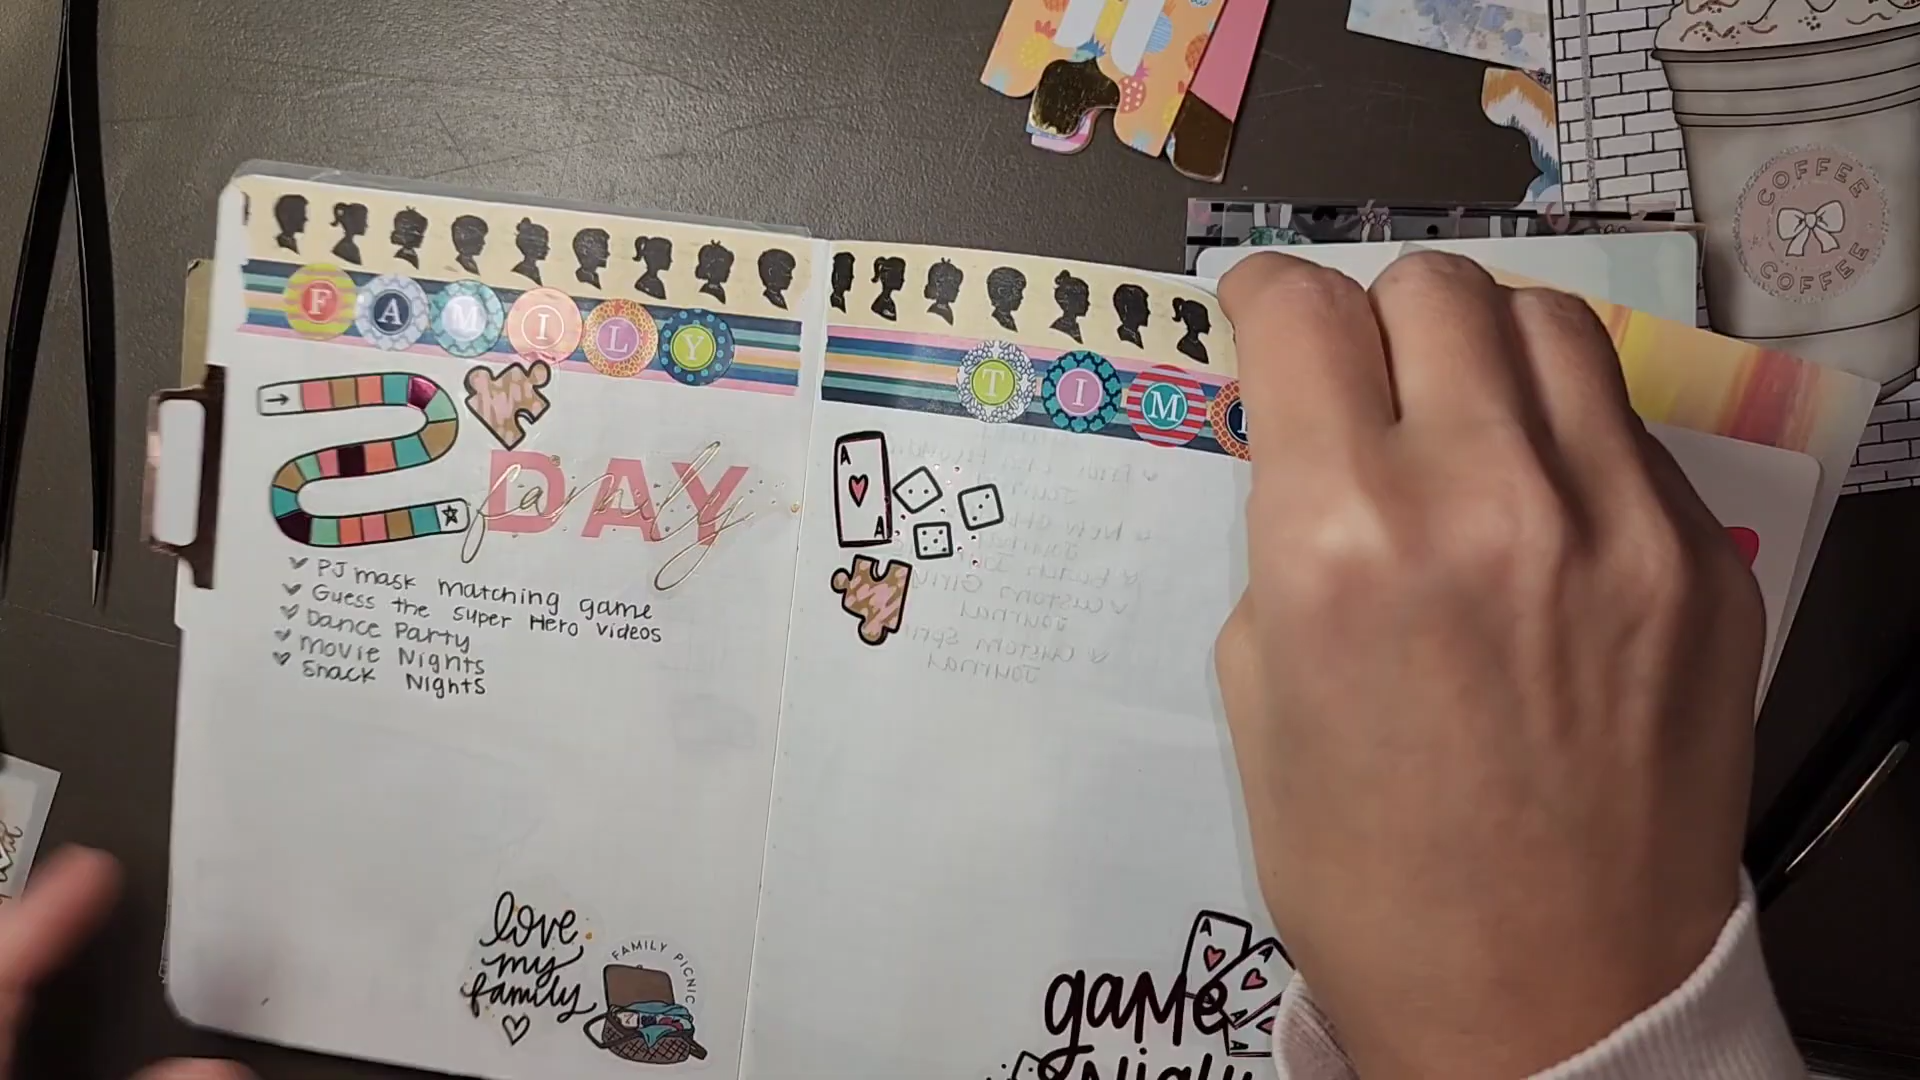 FAMILY
TIM
family DAY
PJ mask matching game
Guess the super Hero videos
Dance Party
movie Nights
Snack Nights
A
A
love
my
family
FAMILY PICNIC
A
A
game
COFFEE
COFFEE